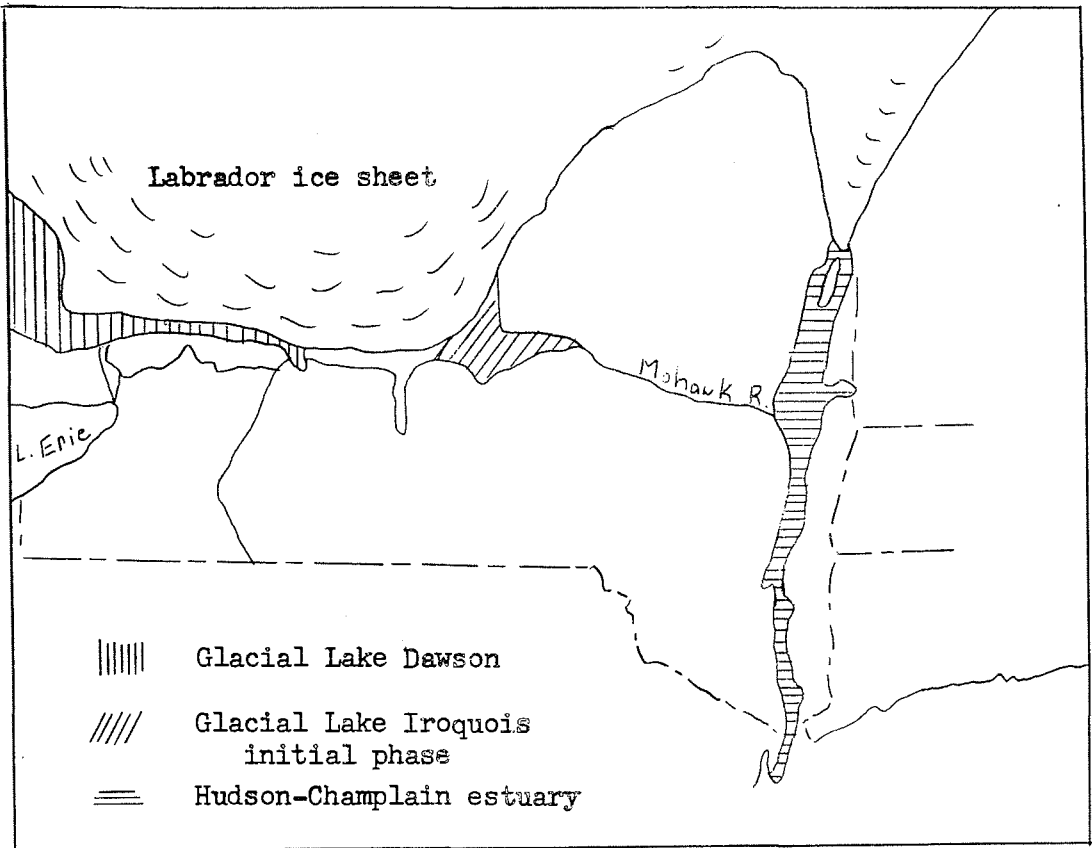 Labrador ice sheet
Mohawk R.
L. Erie
Glacial Lake Dawson
Glacial Lake Iroquois
initial phase
Hudson-Champlain estuary